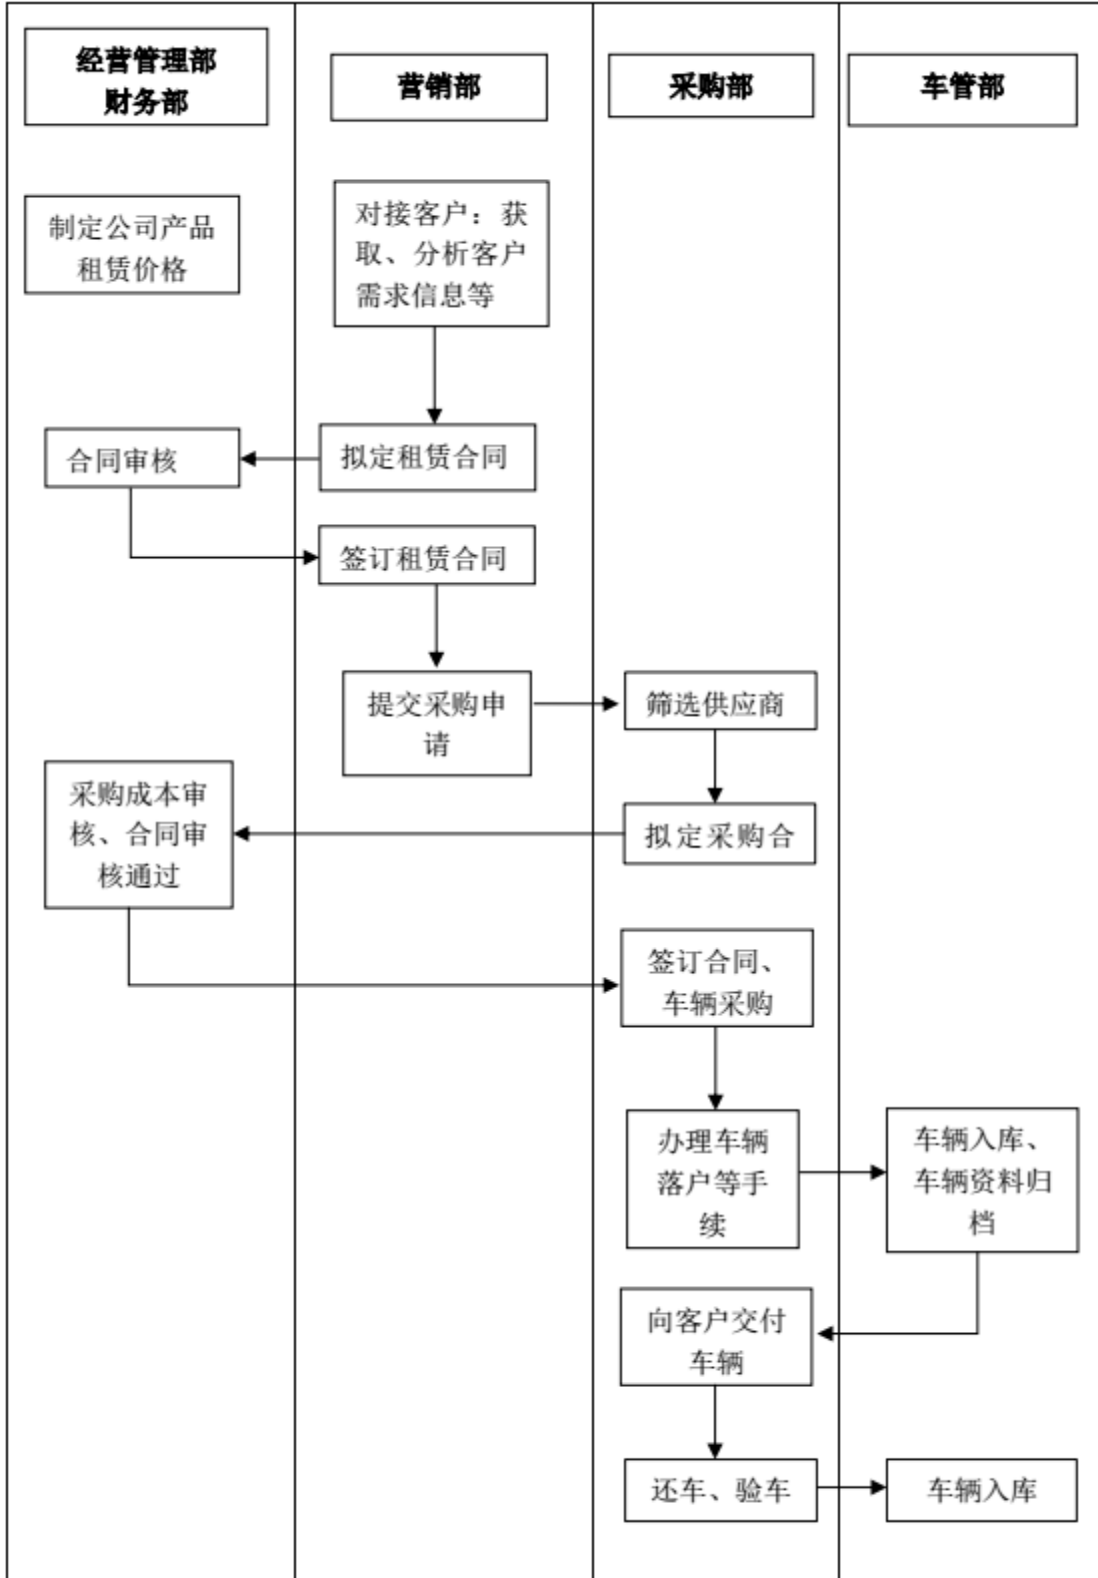 经营管理部
财务部
营销部
采购部
车管部
制定公司产品
租赁价格
对接客户：获
取、分析客户
需求信息等
合同审核
拟定租赁合同
签订租赁合同
提交采购申
请
筛选供应商
采购成本审
核、合同审
核通过
拟定采购合
签订合同、
车辆采购
办理车辆
落户等手
续
车辆入库、
车辆资料归
档
向客户交付
车辆
还车、验车
车辆入库